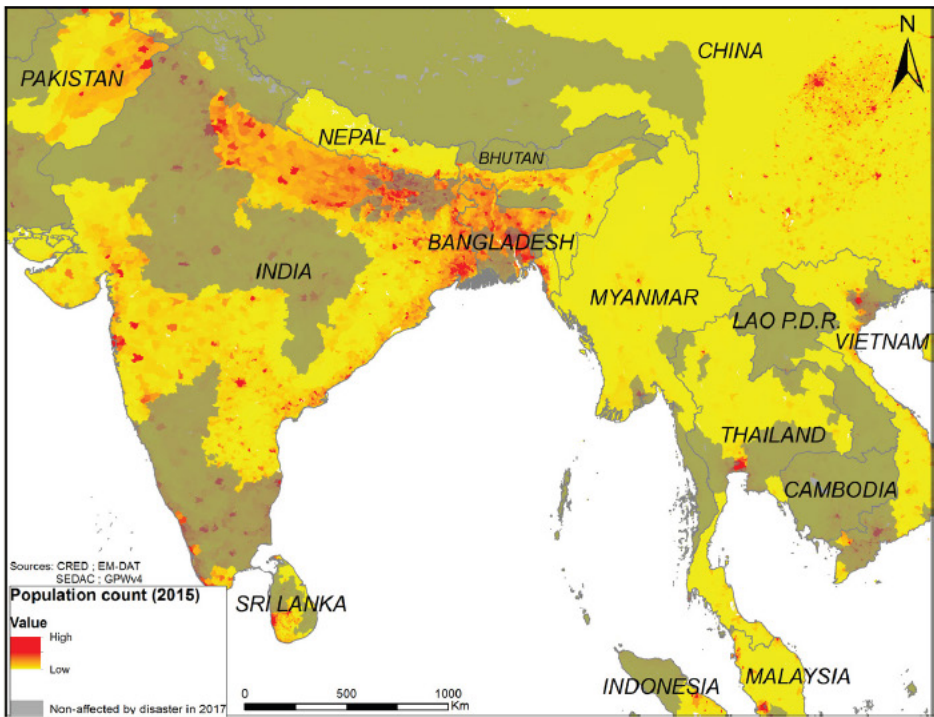 N
CHINA
PAKISTAN
NEPAL
BHUTAN
BANGLADESH
INDIA
MYANMAR
LAO P.D.R.
VIETNAM
THAILAND
CAMBODIA
Sources: CRED ; EM-DAT
SEDAC ; GPWv4
Population count (2015)
Value
High
Low
Non-affected by disaster in 2017
SRI LANKA
0 500 1000
Km
INDONESIA
MALAYSIA